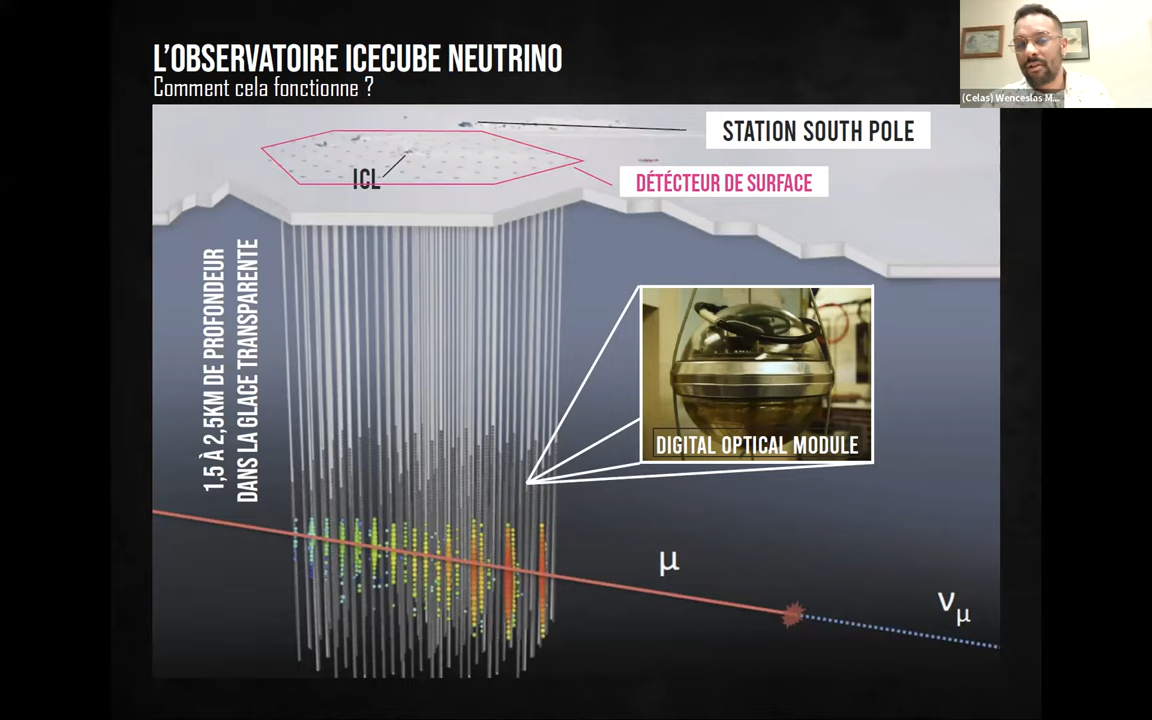 L'OBSERVATOIRE ICECUBE NEUTRINO
Comment cela fonctionne ?
(Celas) Wenceslas M...
STATION SOUTH POLE
ICL
DÉTÉCTEUR DE SURFACE
1,5 À 2,5KM DE PROFONDEUR
DANS LA GLACE TRANSPARENTE
DIGITAL OPTICAL MODULE
μ
νμ